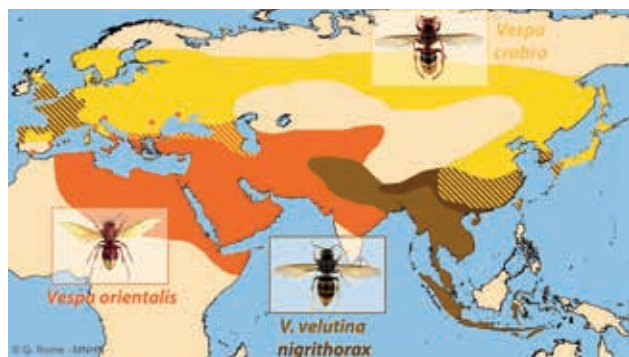 Vespa
crabro
Vespa orientalis
V. velutina
nigrithorax